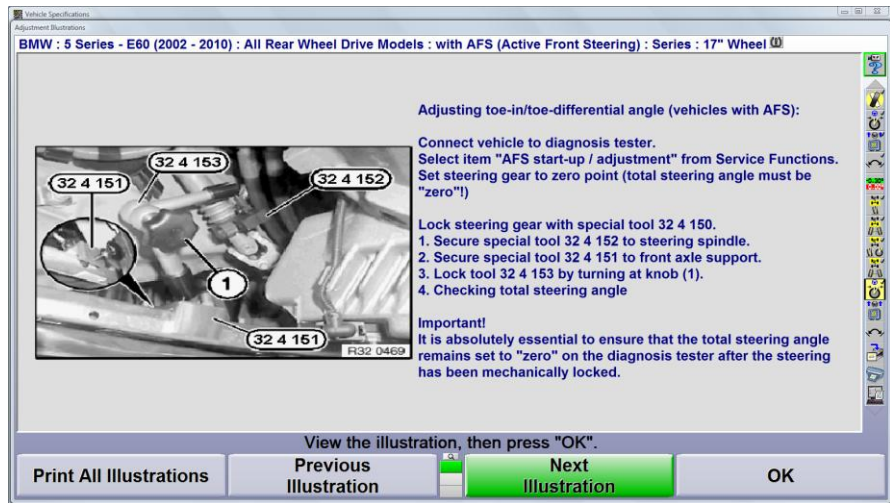 Vehicle Specifications
Adjustment Illustrations
BMW : 5 Series - E60 (2002 - 2010) : All Rear Wheel Drive Models : with AFS (Active Front Steering) : Series : 17" Wheel
Adjusting toe-in/toe-differential angle (vehicles with AFS):
Connect vehicle to diagnosis tester.
Select item "AFS start-up / adjustment" from Service Functions.
Set steering gear to zero point (total steering angle must be
"zero"!)
Lock steering gear with special tool 32 4 150.
1. Secure special tool 32 4 152 to steering spindle.
2. Secure special tool 32 4 151 to front axle support.
3. Lock tool 32 4 153 by turning at knob (1).
4. Checking total steering angle
Important!
It is absolutely essential to ensure that the total steering angle
remains set to "zero" on the diagnosis tester after the steering
has been mechanically locked.
32 4 153
32 4 151
32 4 152
1
32 4 151
R32 0469
View the illustration, then press "OK".
Print All Illustrations
Previous
Illustration
Next
Illustration
OK